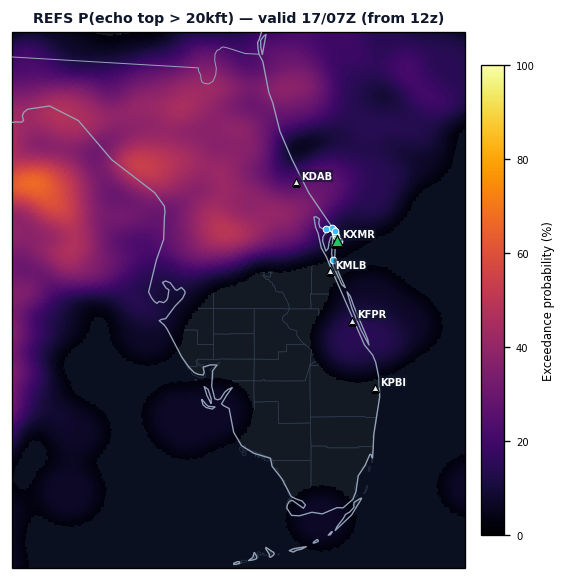 REFS P(echo top > 20kft) — valid 17/07Z (from 12z)
KDAB
KXMR
KMLB
KFPR
KPBI
100
80
60
40
20
0
Exceedance probability (%)